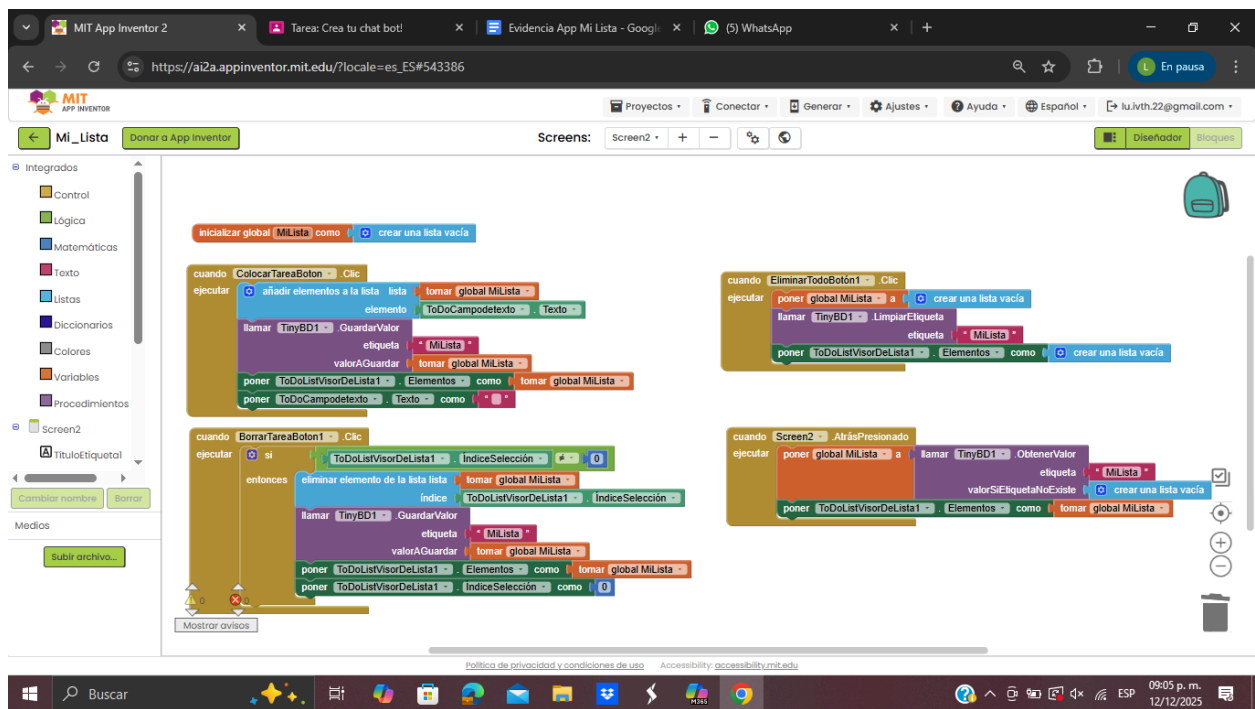 MIT App Inventor 2
Tarea: Crea tu chat bot!
Evidencia App Mi Lista - Google
(5) WhatsApp
https://ai2a.appinventor.mit.edu/?locale=es_ES#543386
L
En pausa
MIT
APP INVENTOR
Proyectos
Conectar
Generar
Ajustes
Ayuda
Español
lu.ivth.22@gmail.com
Mi_Lista
Donar a App Inventor
Screens:
Screen2
+
−
Diseñador
Bloques
Integrados
Control
Lógica
Matemáticas
Texto
Listas
Diccionarios
Colores
Variables
Procedimientos
Screen2
TítuloEtiqueta1
Cambiar nombre
Borrar
Medios
Subir archivo...
inicializar global MiLista como crear una lista vacía
cuando ColocarTareaBoton .Clic
ejecutar añadir elementos a la lista lista tomar global MiLista
elemento ToDoCampodetexto . Texto
llamar TinyBD1 .GuardarValor
etiqueta " MiLista "
valorAGuardar tomar global MiLista
poner ToDoListVisorDeLista1 . Elementos como tomar global MiLista
poner ToDoCampodetexto . Texto como " "
cuando BorrarTareaBoton1 .Clic
ejecutar si ToDoListVisorDeLista1 . ÍndiceSelección ≠ 0
entonces eliminar elemento de la lista lista tomar global MiLista
índice ToDoListVisorDeLista1 . ÍndiceSelección
llamar TinyBD1 .GuardarValor
etiqueta " MiLista "
valorAGuardar tomar global MiLista
poner ToDoListVisorDeLista1 . Elementos como tomar global MiLista
poner ToDoListVisorDeLista1 . ÍndiceSelección como 0
cuando EliminarTodoBotón1 .Clic
ejecutar poner global MiLista a crear una lista vacía
llamar TinyBD1 .LimpiarEtiqueta
etiqueta " MiLista "
poner ToDoListVisorDeLista1 . Elementos como crear una lista vacía
cuando Screen2 .AtrásPresionado
ejecutar poner global MiLista a llamar TinyBD1 .ObtenerValor
etiqueta " MiLista "
valorSiEtiquetaNoExiste crear una lista vacía
poner ToDoListVisorDeLista1 . Elementos como tomar global MiLista
0
0
Mostrar avisos
Política de privacidad y condiciones de uso
Accessibility: accessibility.mit.edu
Buscar
M365
ESP
09:05 p. m.
12/12/2025